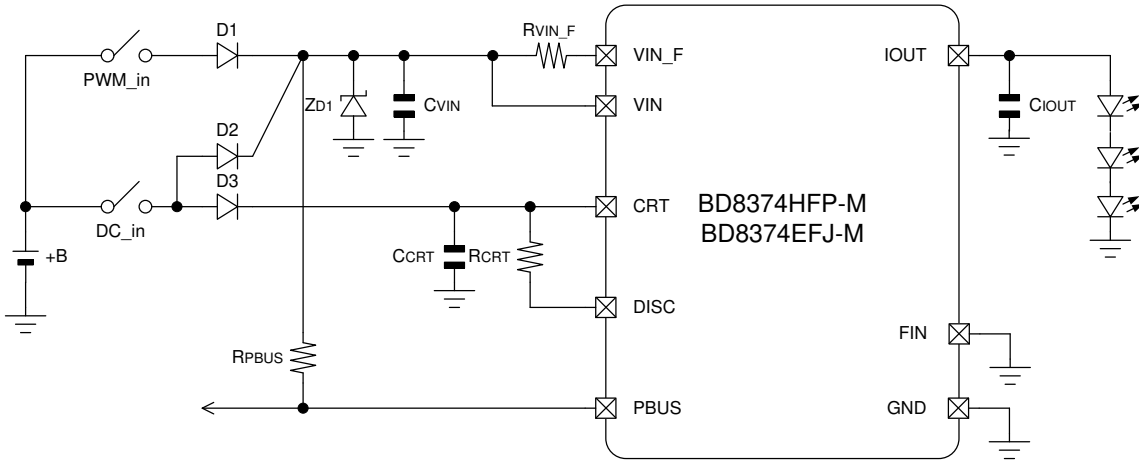 D1
RVIN_F
VIN_F
IOUT
PWM_in
ZD1
CVIN
VIN
CIOUT
D2
D3
CRT
BD8374HFP-M
BD8374EFJ-M
DC_in
+B
CCRT
RCRT
DISC
FIN
RPBUS
PBUS
GND